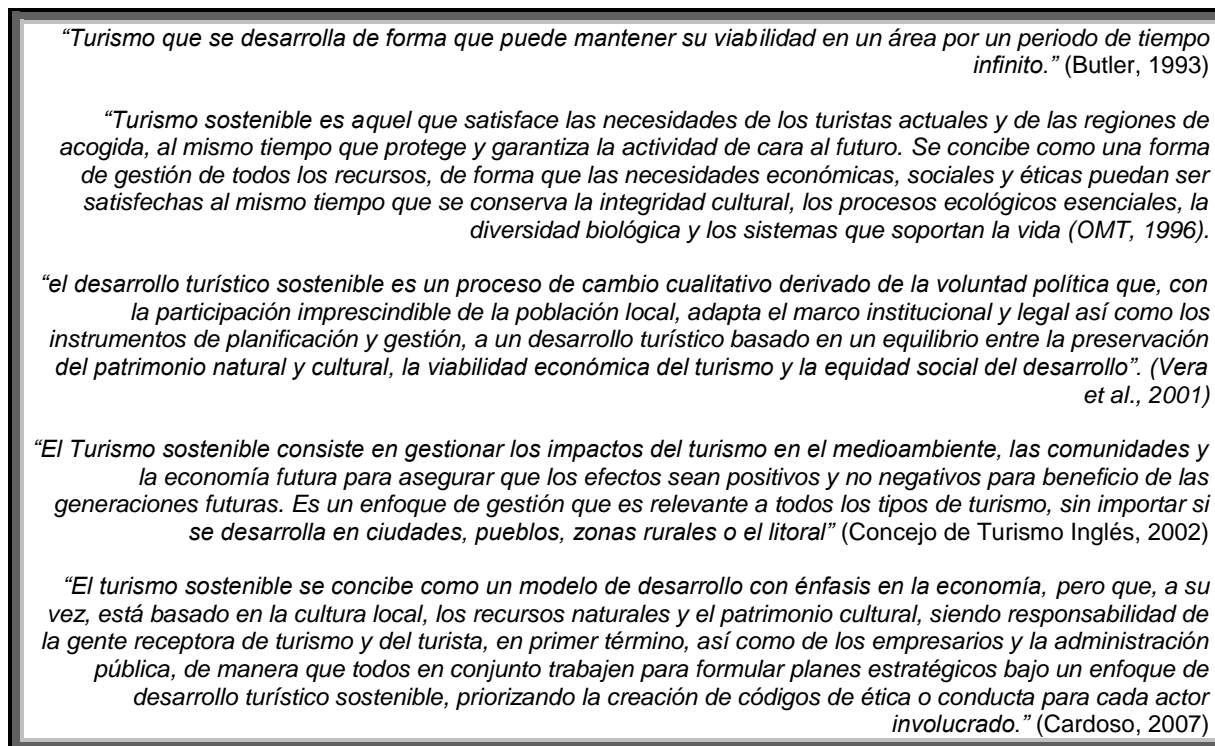 “Turismo que se desarrolla de forma que puede mantener su viabilidad en un área por un periodo de tiempo
infinito.” (Butler, 1993)
“Turismo sostenible es aquel que satisface las necesidades de los turistas actuales y de las regiones de
acogida, al mismo tiempo que protege y garantiza la actividad de cara al futuro. Se concibe como una forma
de gestión de todos los recursos, de forma que las necesidades económicas, sociales y éticas puedan ser
satisfechas al mismo tiempo que se conserva la integridad cultural, los procesos ecológicos esenciales, la
diversidad biológica y los sistemas que soportan la vida (OMT, 1996).
“el desarrollo turístico sostenible es un proceso de cambio cualitativo derivado de la voluntad política que, con
la participación imprescindible de la población local, adapta el marco institucional y legal así como los
instrumentos de planificación y gestión, a un desarrollo turístico basado en un equilibrio entre la preservación
del patrimonio natural y cultural, la viabilidad económica del turismo y la equidad social del desarrollo”. (Vera
et al., 2001)
“El Turismo sostenible consiste en gestionar los impactos del turismo en el medioambiente, las comunidades y
la economía futura para asegurar que los efectos sean positivos y no negativos para beneficio de las
generaciones futuras. Es un enfoque de gestión que es relevante a todos los tipos de turismo, sin importar si
se desarrolla en ciudades, pueblos, zonas rurales o el litoral” (Concejo de Turismo Inglés, 2002)
“El turismo sostenible se concibe como un modelo de desarrollo con énfasis en la economía, pero que, a su
vez, está basado en la cultura local, los recursos naturales y el patrimonio cultural, siendo responsabilidad de
la gente receptora de turismo y del turista, en primer término, así como de los empresarios y la administración
pública, de manera que todos en conjunto trabajen para formular planes estratégicos bajo un enfoque de
desarrollo turístico sostenible, priorizando la creación de códigos de ética o conducta para cada actor
involucrado.” (Cardoso, 2007)